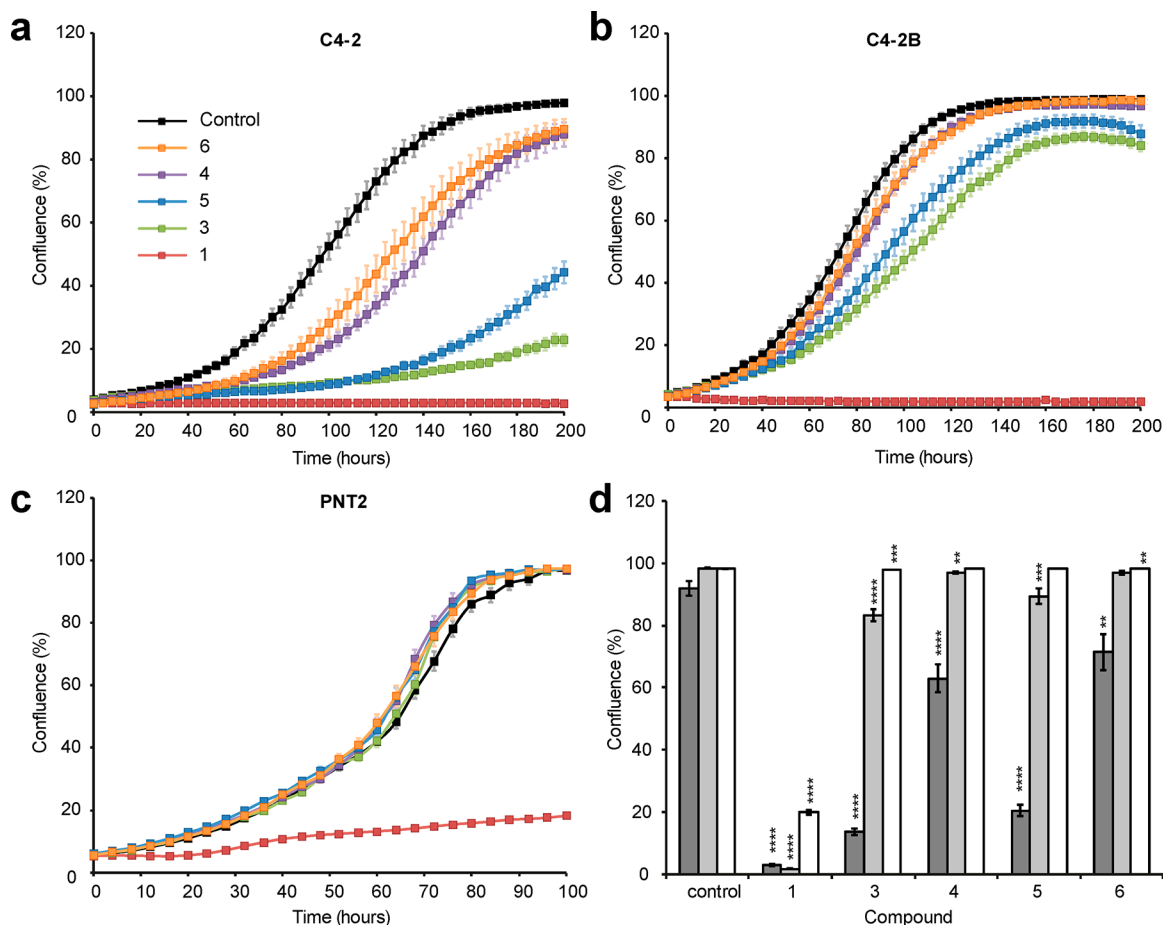 a
C4-2
120
100
80
60
40
20
0
Confluence (%)
Control
6
4
5
3
1
0 20 40 60 80 100 120 140 160 180 200
Time (hours)
b
C4-2B
120
100
80
60
40
20
0
Confluence (%)
0 20 40 60 80 100 120 140 160 180 200
Time (hours)
c
PNT2
120
100
80
60
40
20
0
Confluence (%)
0 10 20 30 40 50 60 70 80 90 100
Time (hours)
d
120
100
80
60
40
20
0
Confluence (%)
****
****
****
****
****
***
****
**
****
***
**
**
control 1 3 4 5 6
Compound